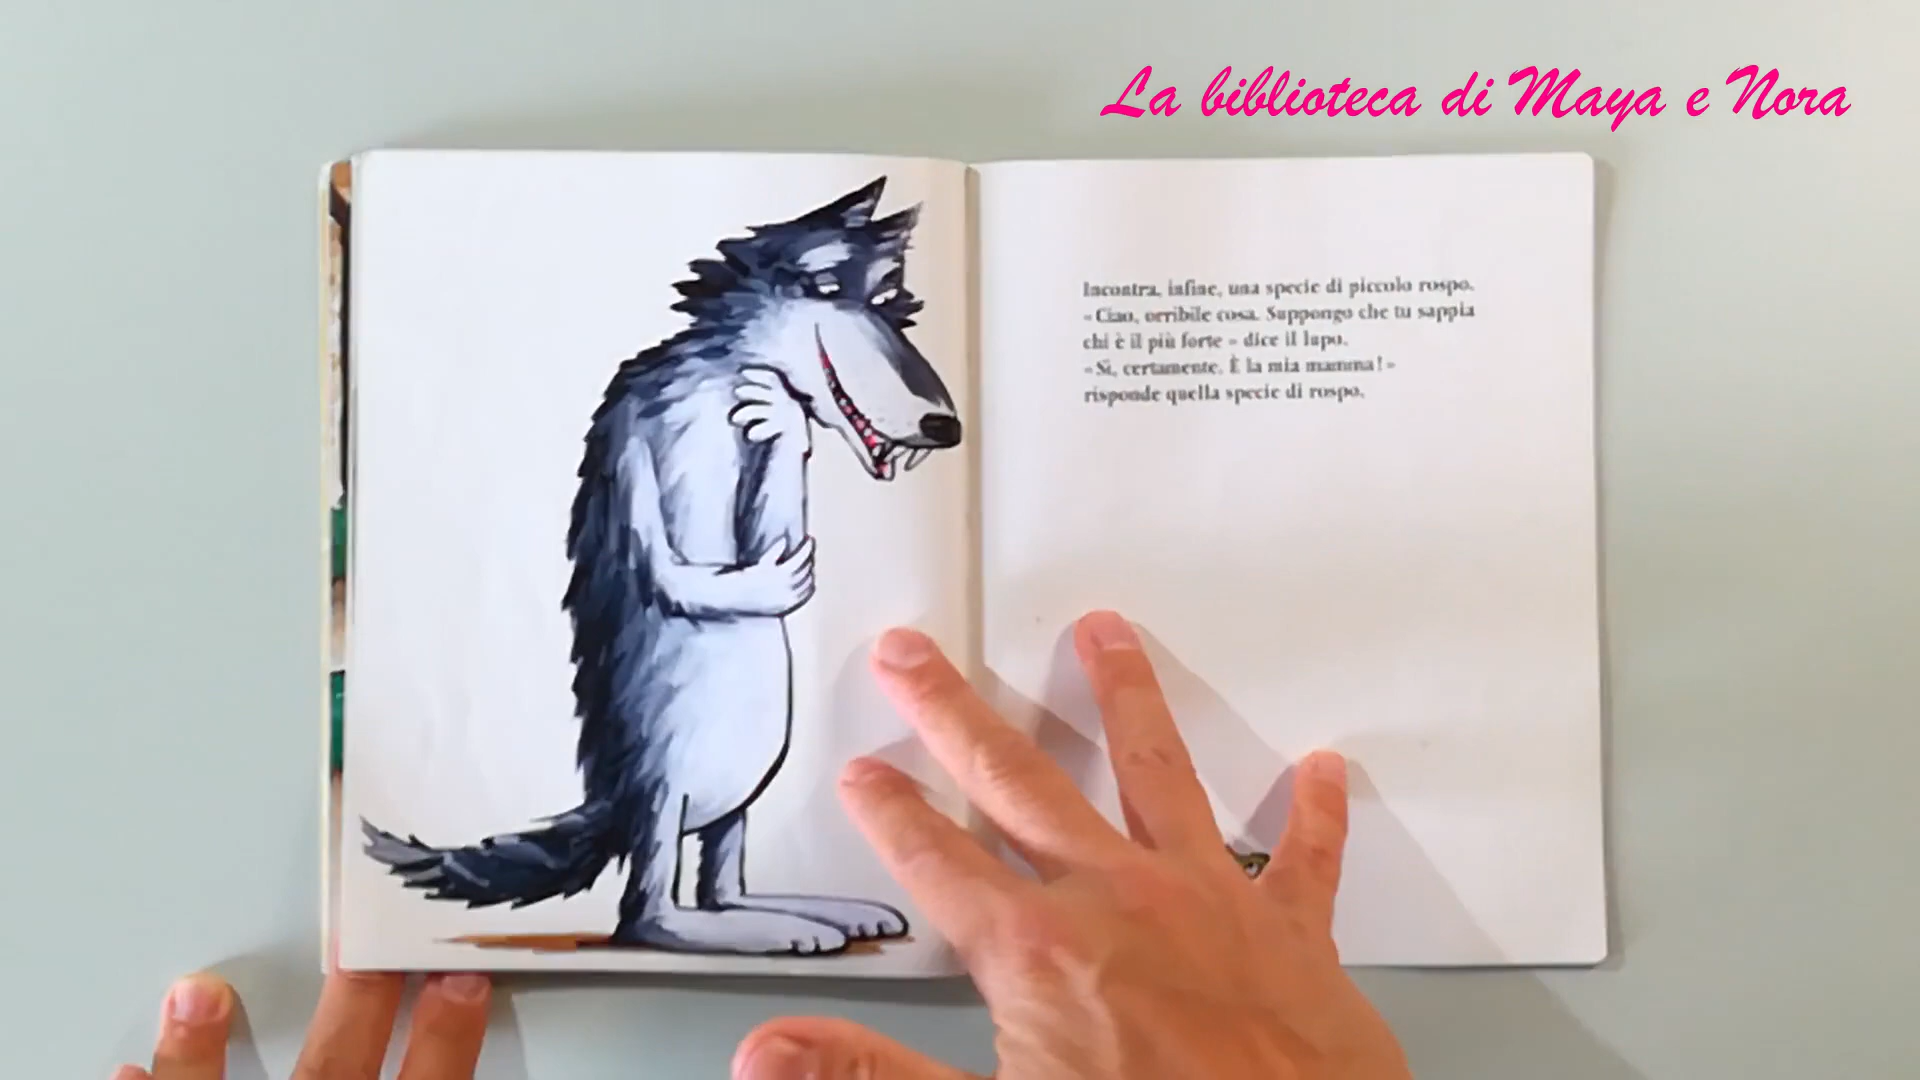 La biblioteca di Maya e Nora
Incontra, infine, una specie di piccolo rospo.
« Ciao, orribile cosa. Suppongo che tu sappia
chi è il più forte » dice il lupo.
« Sì, certamente. È la mia mamma! »
risponde quella specie di rospo.